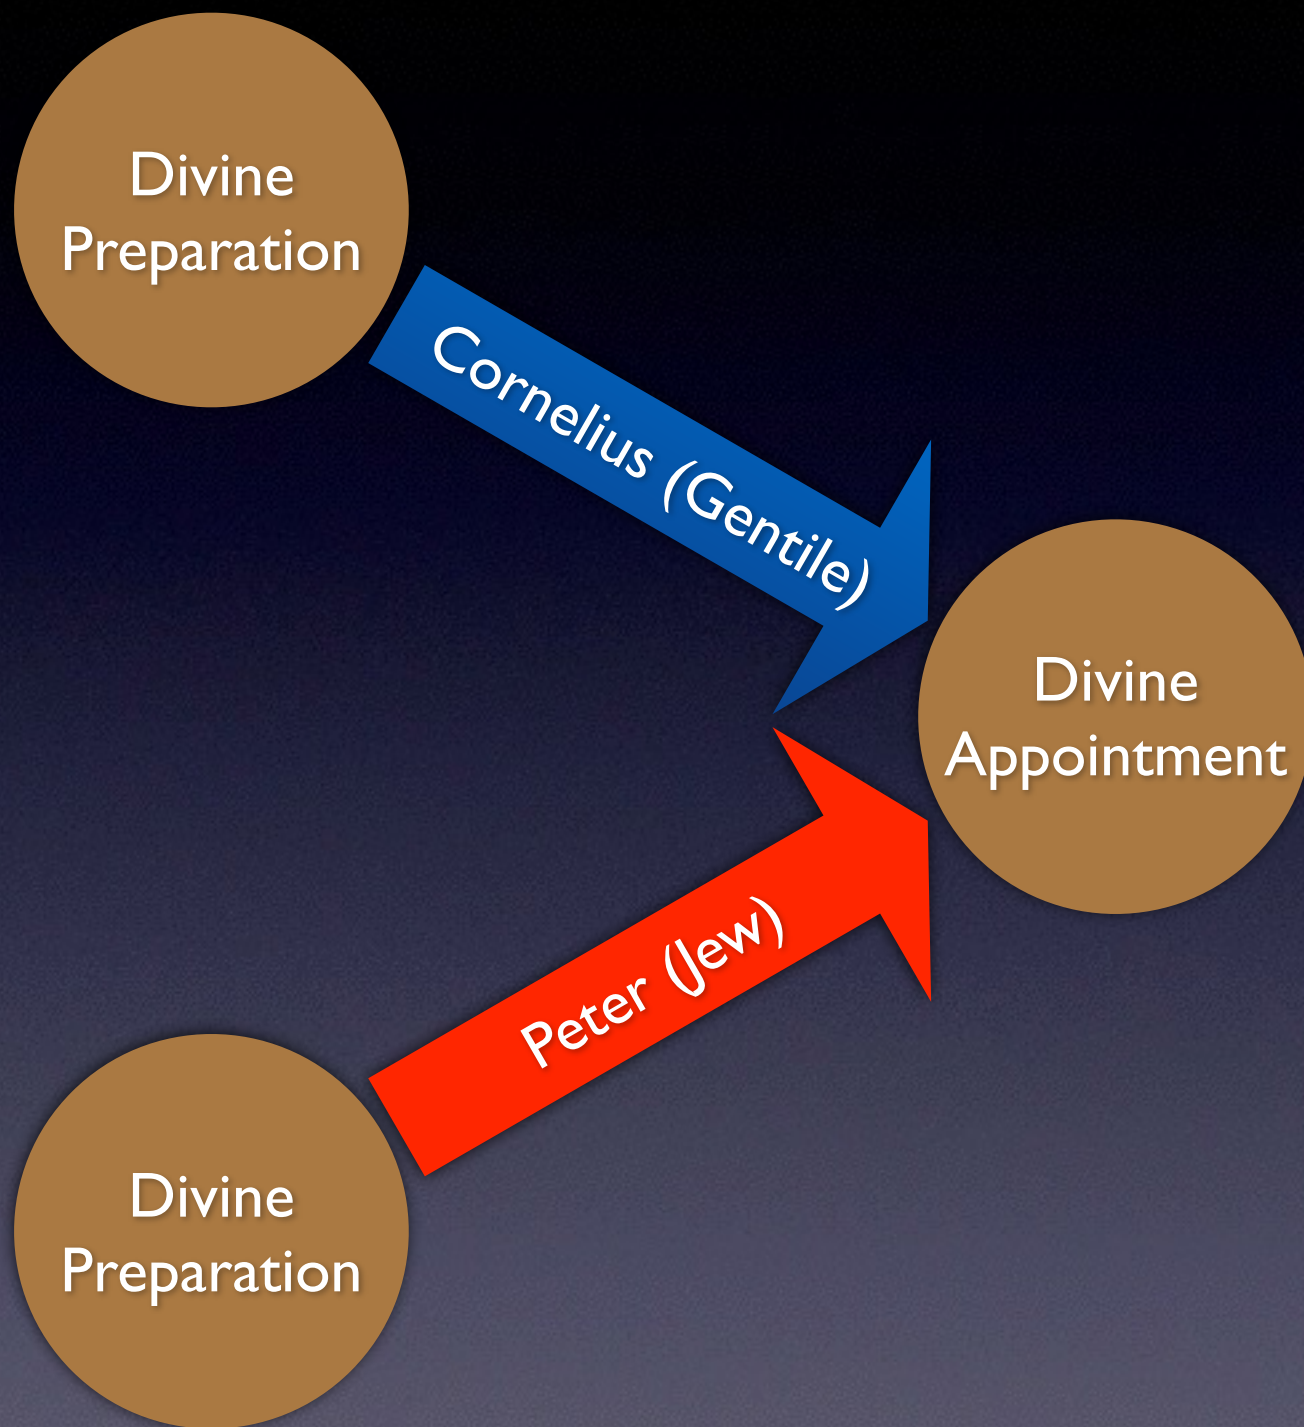 Divine
Preparation
Cornelius (Gentile)
Divine
Appointment
Peter (Jew)
Divine
Preparation